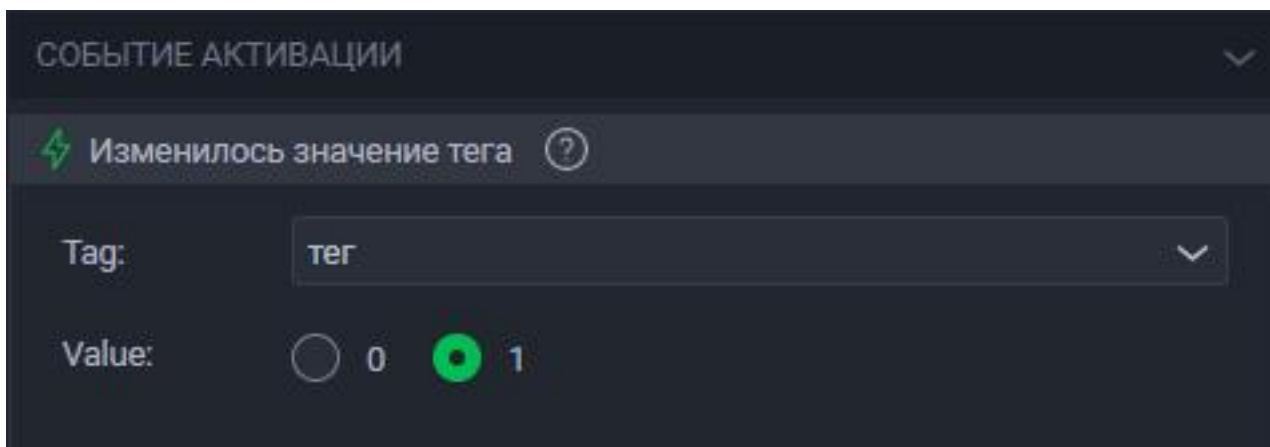 СОБЫТИЕ АКТИВАЦИИ
Изменилось значение тега ?
Tag: тег
Value: 0 1